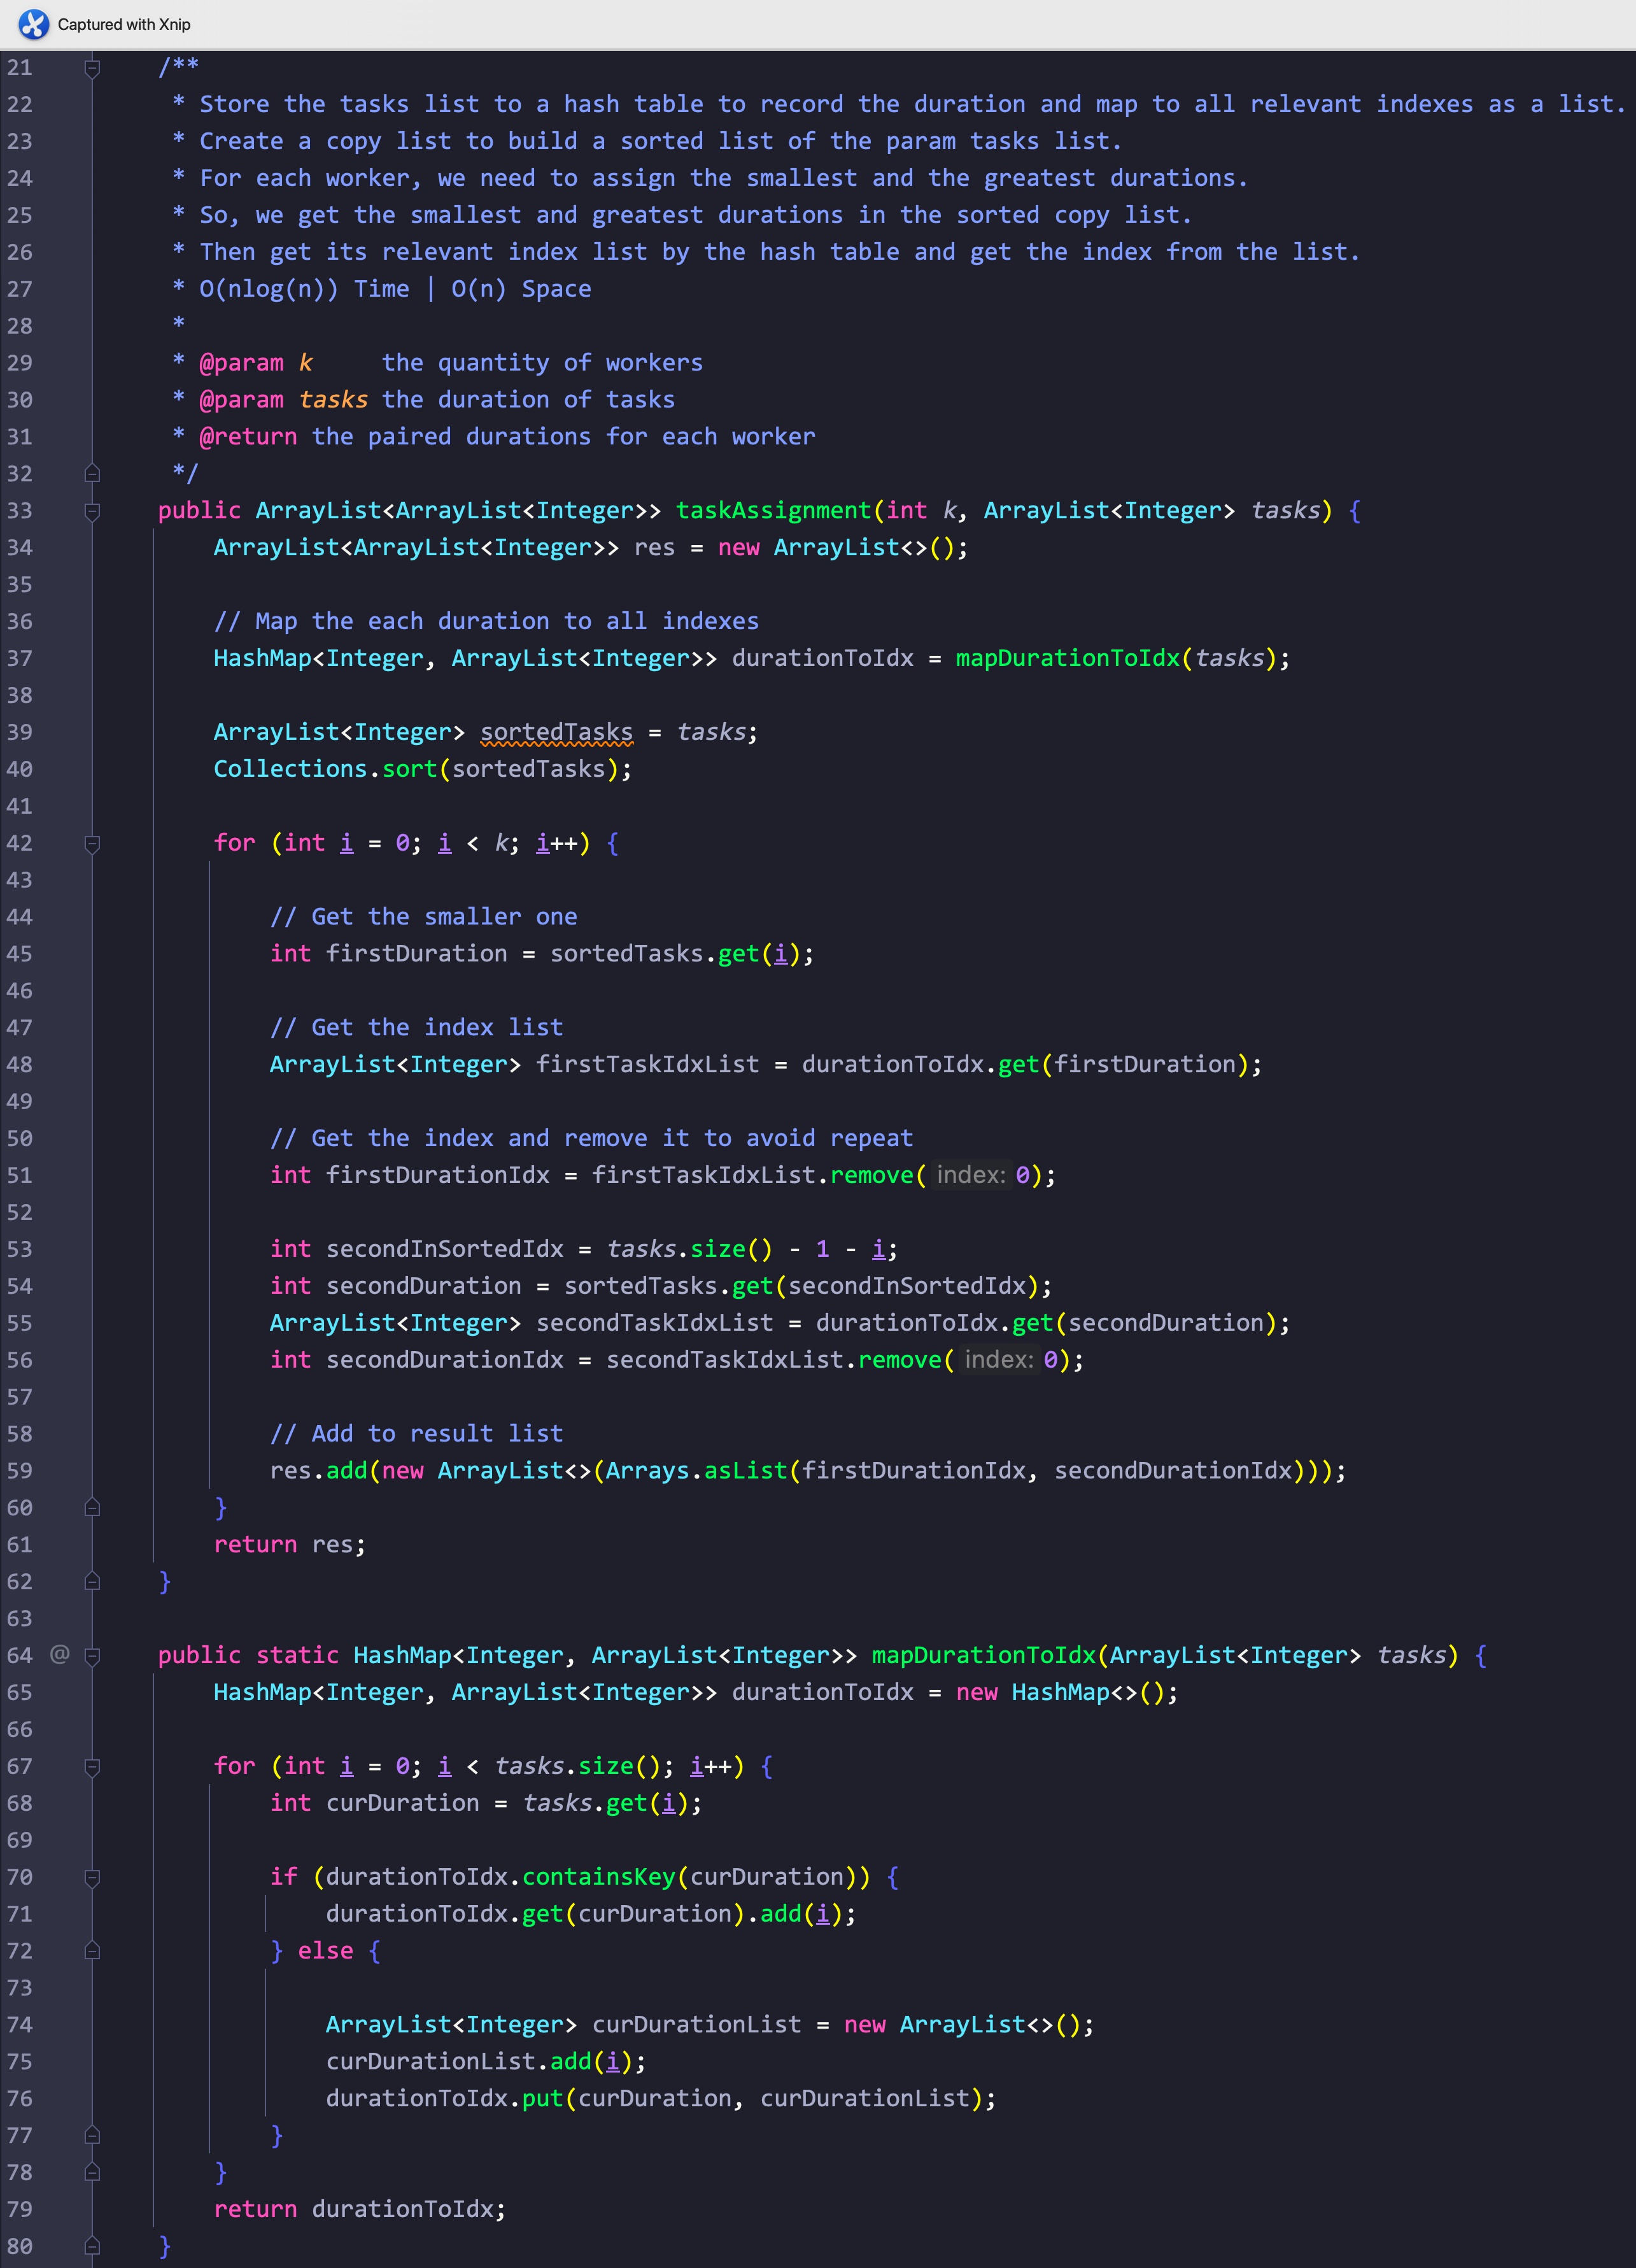 Captured with Xnip
21 /**
22 * Store the tasks list to a hash table to record the duration and map to all relevant indexes as a list.
23 * Create a copy list to build a sorted list of the param tasks list.
24 * For each worker, we need to assign the smallest and the greatest durations.
25 * So, we get the smallest and greatest durations in the sorted copy list.
26 * Then get its relevant index list by the hash table and get the index from the list.
27 * O(nlog(n)) Time | O(n) Space
28 *
29 * @param k     the quantity of workers
30 * @param tasks the duration of tasks
31 * @return the paired durations for each worker
32 */
33 public ArrayList<ArrayList<Integer>> taskAssignment(int k, ArrayList<Integer> tasks) {
34     ArrayList<ArrayList<Integer>> res = new ArrayList<>();
35
36     // Map the each duration to all indexes
37     HashMap<Integer, ArrayList<Integer>> durationToIdx = mapDurationToIdx(tasks);
38
39     ArrayList<Integer> sortedTasks = tasks;
40     Collections.sort(sortedTasks);
41
42     for (int i = 0; i < k; i++) {
43
44         // Get the smaller one
45         int firstDuration = sortedTasks.get(i);
46
47         // Get the index list
48         ArrayList<Integer> firstTaskIdxList = durationToIdx.get(firstDuration);
49
50         // Get the index and remove it to avoid repeat
51         int firstDurationIdx = firstTaskIdxList.remove( index: 0);
52
53         int secondInSortedIdx = tasks.size() - 1 - i;
54         int secondDuration = sortedTasks.get(secondInSortedIdx);
55         ArrayList<Integer> secondTaskIdxList = durationToIdx.get(secondDuration);
56         int secondDurationIdx = secondTaskIdxList.remove( index: 0);
57
58         // Add to result list
59         res.add(new ArrayList<>(Arrays.asList(firstDurationIdx, secondDurationIdx)));
60     }
61     return res;
62 }
63
64 @ public static HashMap<Integer, ArrayList<Integer>> mapDurationToIdx(ArrayList<Integer> tasks) {
65     HashMap<Integer, ArrayList<Integer>> durationToIdx = new HashMap<>();
66
67     for (int i = 0; i < tasks.size(); i++) {
68         int curDuration = tasks.get(i);
69
70         if (durationToIdx.containsKey(curDuration)) {
71             durationToIdx.get(curDuration).add(i);
72         } else {
73
74             ArrayList<Integer> curDurationList = new ArrayList<>();
75             curDurationList.add(i);
76             durationToIdx.put(curDuration, curDurationList);
77         }
78     }
79     return durationToIdx;
80 }